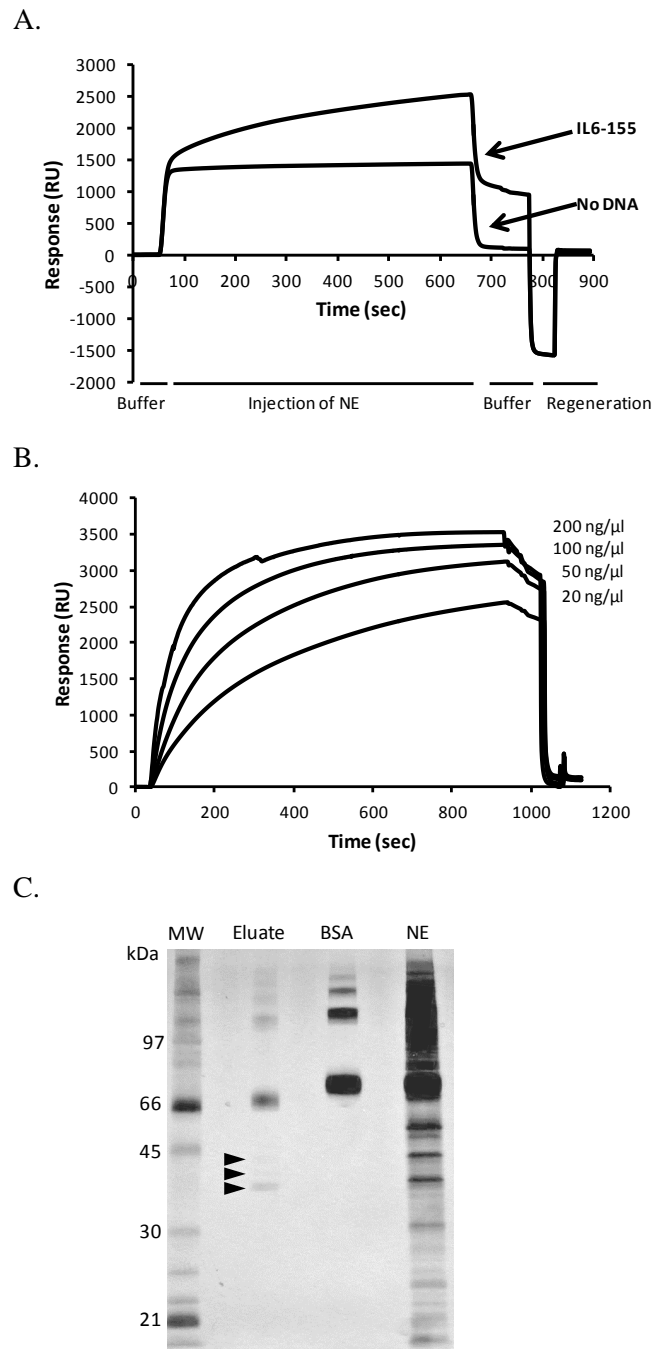 A.
3000
2500
2000
1500
1000
500
0
-500
-1000
-1500
-2000
Response (RU)
0 100 200 300 400 500 600 700 800 900
Time (sec)
IL6-155
No DNA
Buffer Injection of NE Buffer Regeneration
B.
4000
3500
3000
2500
2000
1500
1000
500
0
Response (RU)
200 ng/µl
100 ng/µl
50 ng/µl
20 ng/µl
0 200 400 600 800 1000 1200
Time (sec)
C.
MW Eluate BSA NE
kDa
97
66
45
30
21